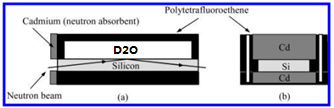 Cadmium (neutron absorbent)
Polytetrafluoroethene
D2O
Silicon
Cd
Si
Cd
Neutron beam
(a)
(b)